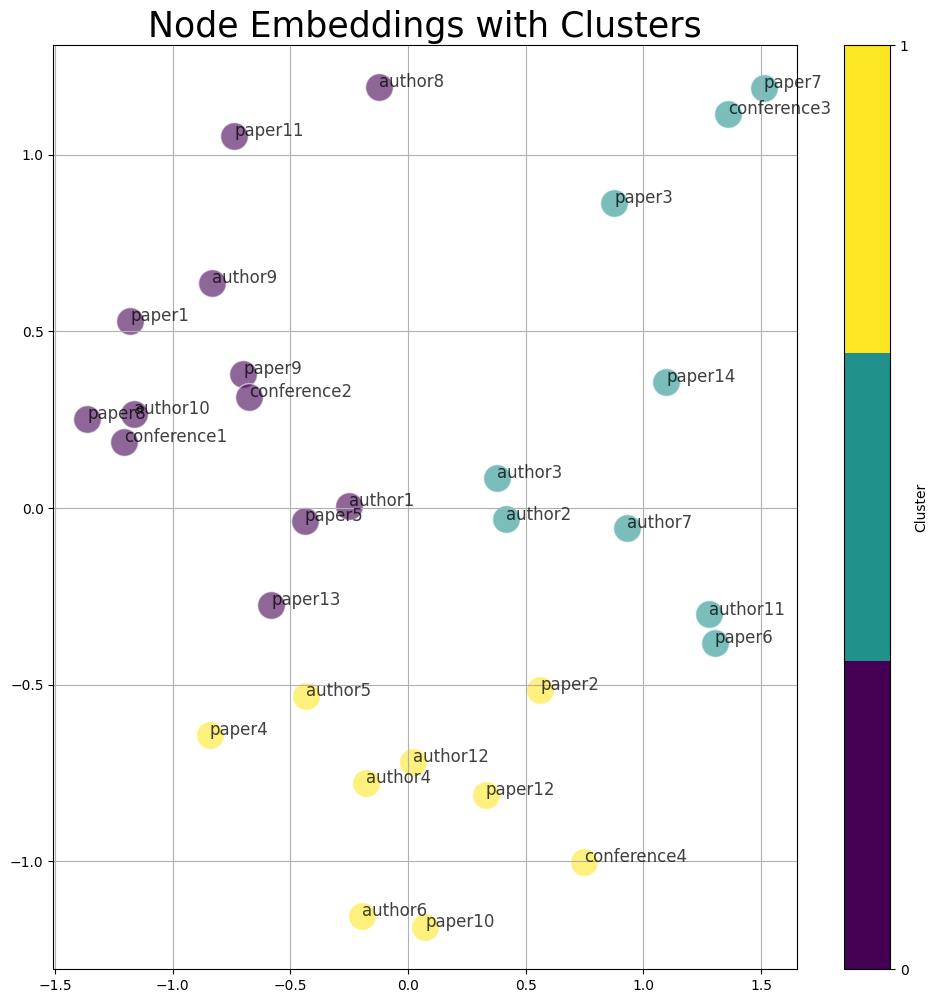 Node Embeddings with Clusters
1
author8
paper7
conference3
paper11
1.0
paper3
author9
0.5
paper1
paper9
paper14
conference2
author10
paper8
conference1
author3
author1
0.0
paper5
author2
author7
Cluster
paper13
author11
paper6
−0.5
author5
paper2
paper4
author12
author4
paper12
−1.0
conference4
author6
paper10
0
−1.5 −1.0 −0.5 0.0 0.5 1.0 1.5